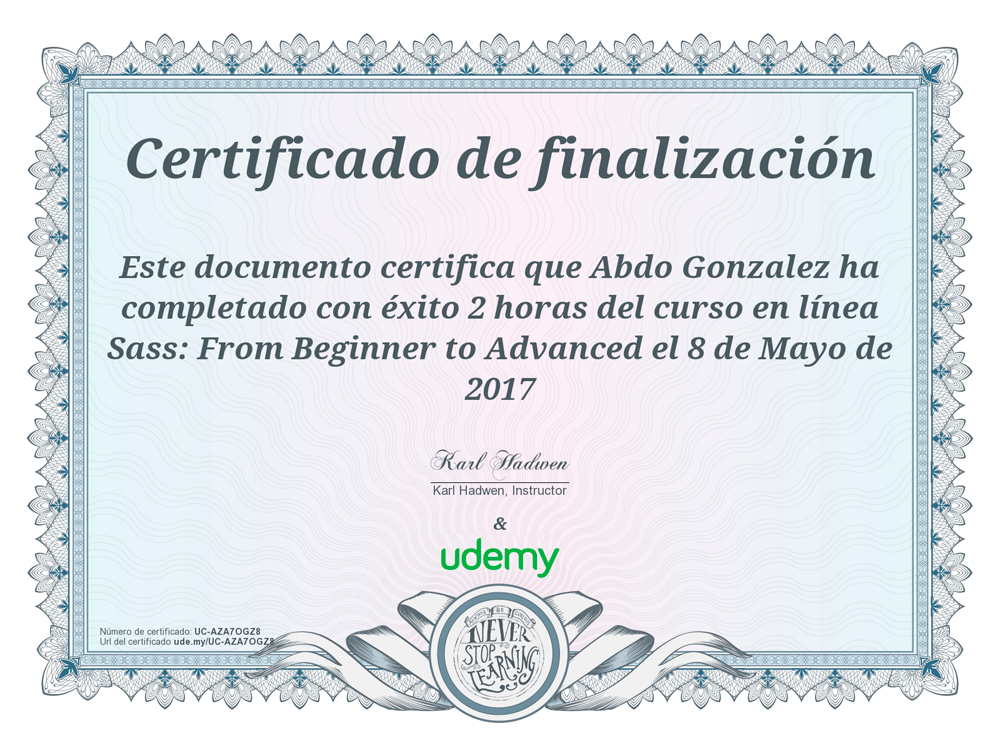 Certificado de finalización
Este documento certifica que Abdo Gonzalez ha
completado con éxito 2 horas del curso en línea
Sass: From Beginner to Advanced el 8 de Mayo de
2017
Karl Hadwen
Karl Hadwen, Instructor
&
udemy
NEVER
STOP
LEARNING
Número de certificado: UC-AZA7OGZ8
Url del certificado ude.my/UC-AZA7OGZ8